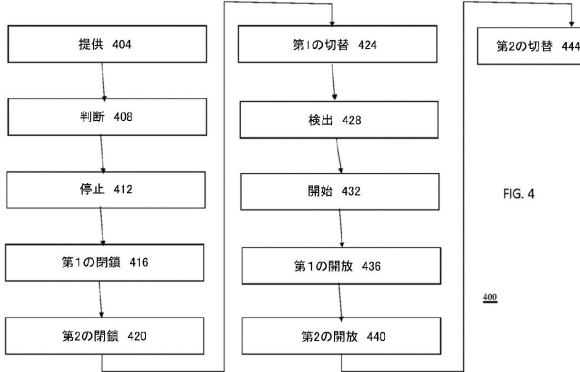 提供 404
判断 408
停止 412
第1の閉鎖 416
第2の閉鎖 420
第1の切替 424
検出 428
開始 432
第1の開放 436
第2の開放 440
第2の切替 444
FIG. 4
400